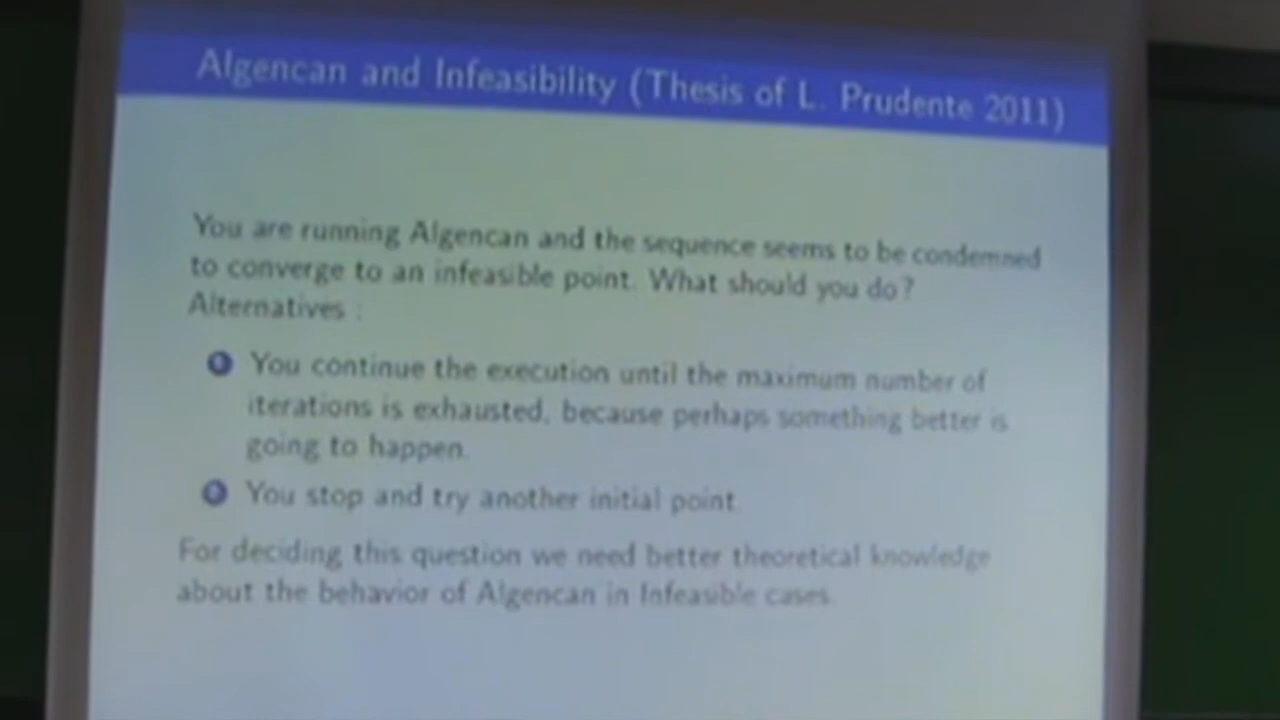 Algencan and Infeasibility (Thesis of L. Prudente 2011)
You are running Algencan and the sequence seems to be condemned
to converge to an infeasible point. What should you do?
Alternatives :
You continue the execution until the maximum number of
iterations is exhausted, because perhaps something better is
going to happen.
You stop and try another initial point.
For deciding this question we need better theoretical knowledge
about the behavior of Algencan in Infeasible cases.